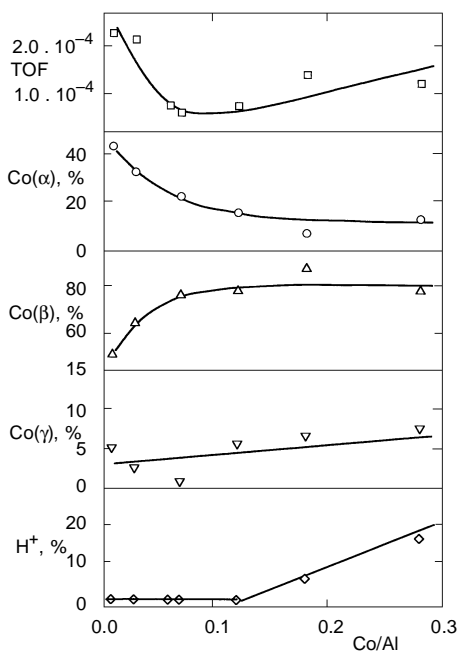 2.0 . 10⁻⁴
TOF
1.0 . 10⁻⁴
40
Co(α), %
20
0
80
Co(β), %
60
15
10
Co(γ), %
5
0
20
H⁺, %
10
0
0.0 0.1 0.2 0.3
Co/Al